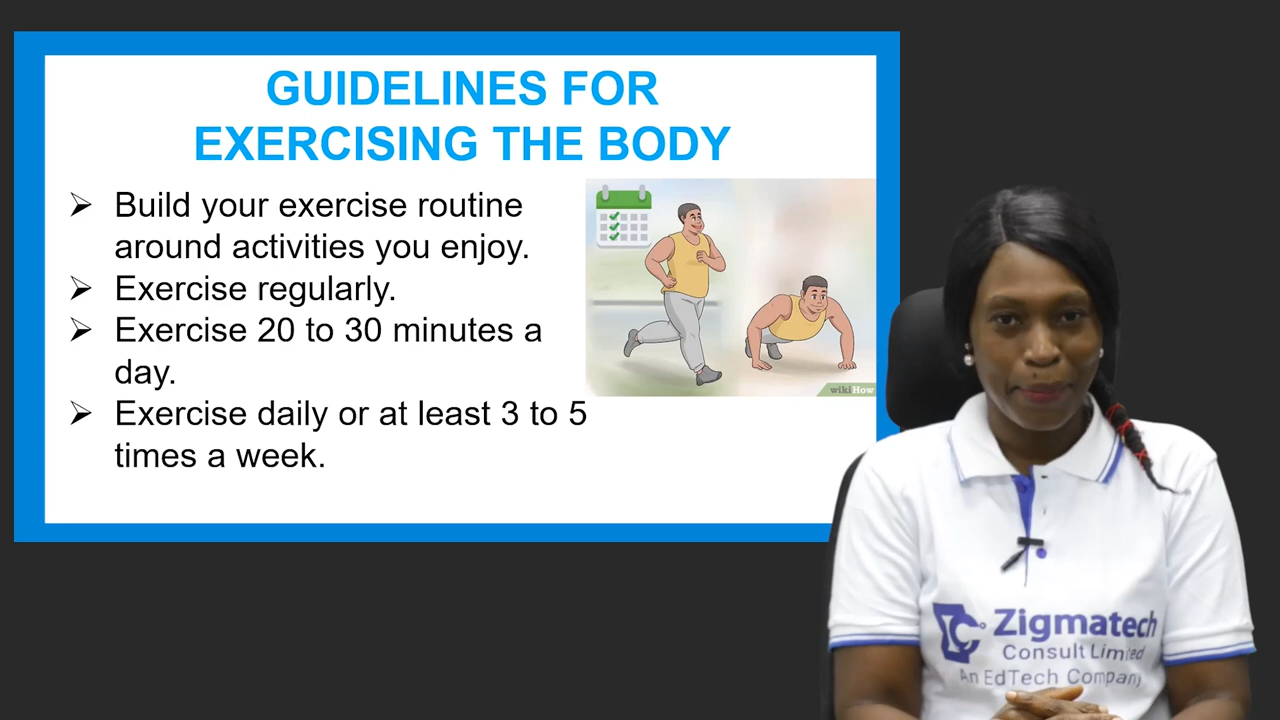 GUIDELINES FOR
EXERCISING THE BODY
➢ Build your exercise routine
around activities you enjoy.
➢ Exercise regularly.
➢ Exercise 20 to 30 minutes a
day.
➢ Exercise daily or at least 3 to 5
times a week.
wikiHow
Zigmatech
Consult Limited
An EdTech Company